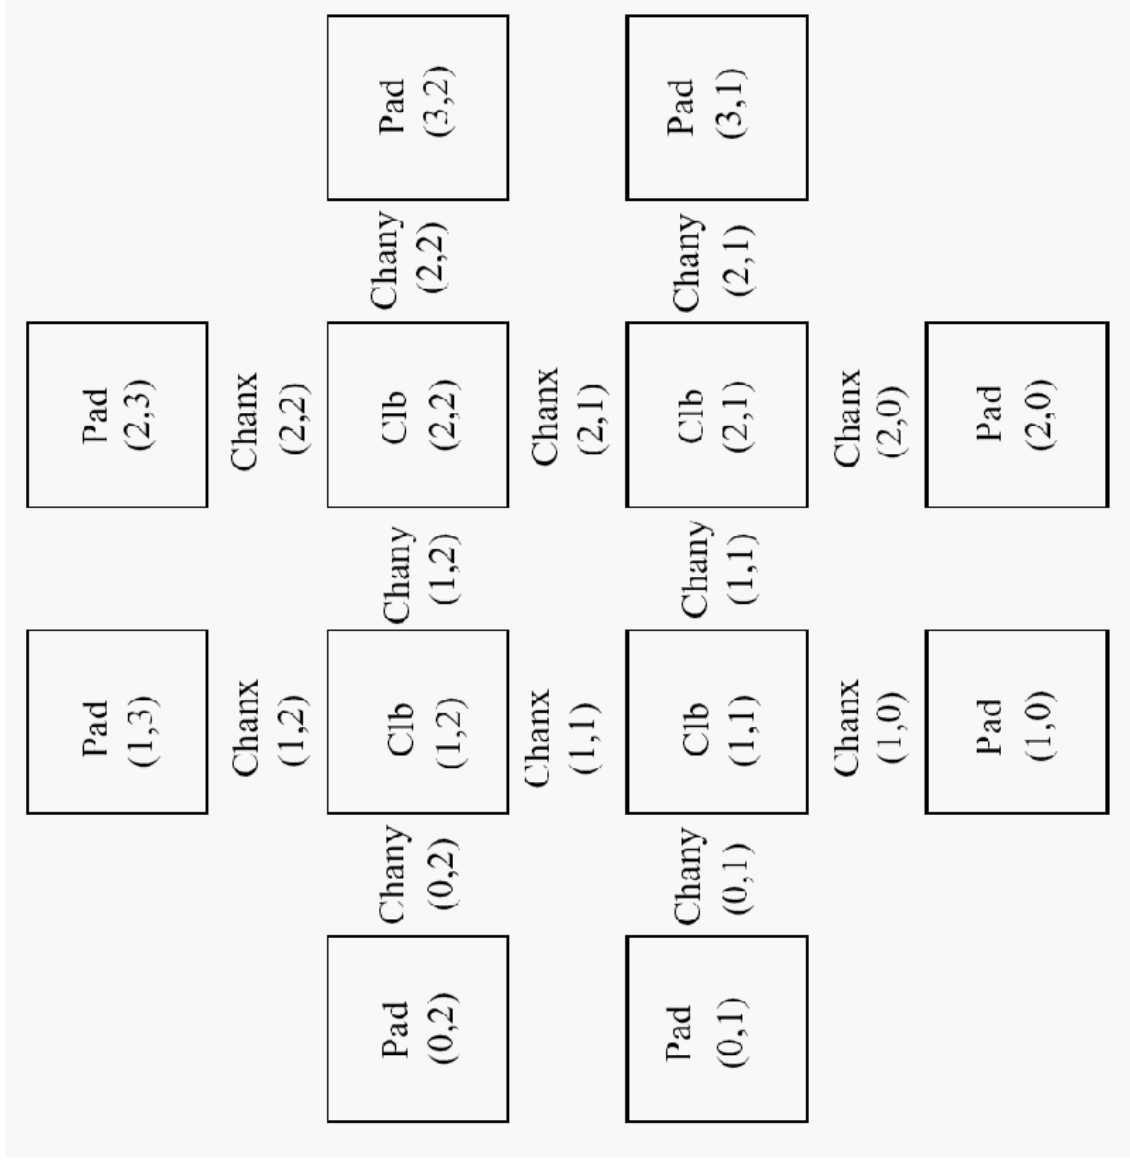 Pad
(1,3)
Pad
(2,3)
Chanx
(1,2)
Chanx
(2,2)
Pad
(0,2)
Chany
(0,2)
Clb
(1,2)
Chany
(1,2)
Clb
(2,2)
Chany
(2,2)
Pad
(3,2)
Chanx
(1,1)
Chanx
(2,1)
Pad
(0,1)
Chany
(0,1)
Clb
(1,1)
Chany
(1,1)
Clb
(2,1)
Chany
(2,1)
Pad
(3,1)
Chanx
(1,0)
Chanx
(2,0)
Pad
(1,0)
Pad
(2,0)